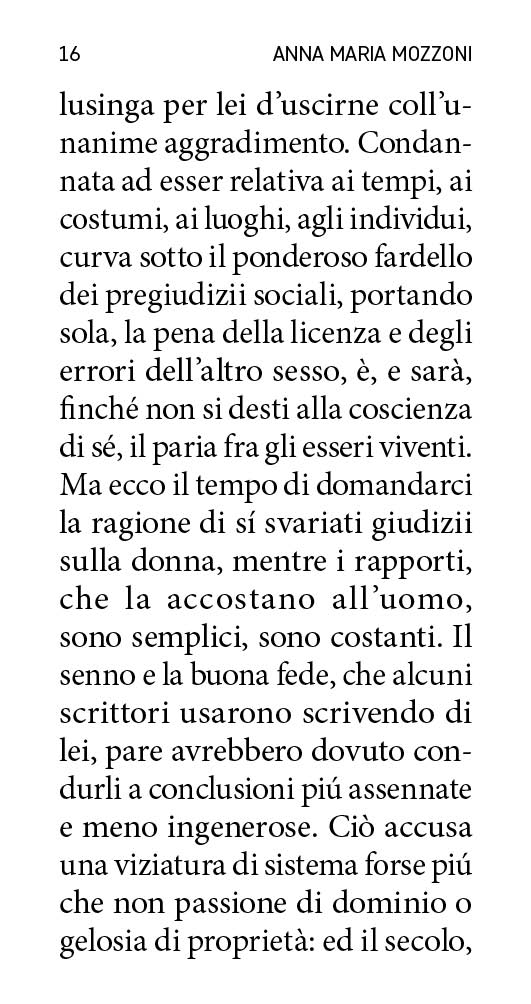 16 ANNA MARIA MOZZONI
lusinga per lei d’uscirne coll’u-
nanime aggradimento. Condan-
nata ad esser relativa ai tempi, ai
costumi, ai luoghi, agli individui,
curva sotto il ponderoso fardello
dei pregiudizii sociali, portando
sola, la pena della licenza e degli
errori dell’altro sesso, è, e sarà,
finché non si desti alla coscienza
di sé, il paria fra gli esseri viventi.
Ma ecco il tempo di domandarci
la ragione di sí svariati giudizii
sulla donna, mentre i rapporti,
che la accostano all’uomo,
sono semplici, sono costanti. Il
senno e la buona fede, che alcuni
scrittori usarono scrivendo di
lei, pare avrebbero dovuto con-
durli a conclusioni piú assennate
e meno ingenerose. Ciò accusa
una viziatura di sistema forse piú
che non passione di dominio o
gelosia di proprietà: ed il secolo,